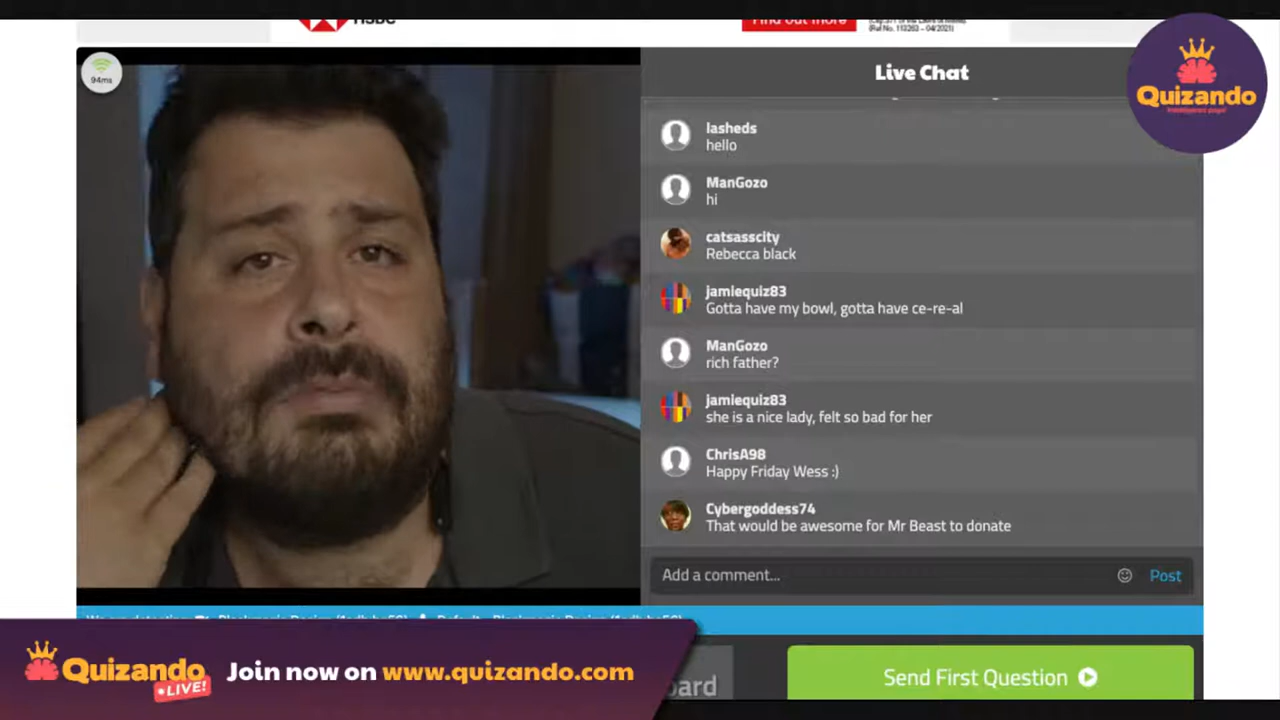 HSBC
Find out more
94ms
Live Chat
Quizando
lasheds
hello
ManGozo
hi
catsasscity
Rebecca black
jamiequiz83
Gotta have my bowl, gotta have ce-re-al
ManGozo
rich father?
jamiequiz83
she is a nice lady, felt so bad for her
ChrisA98
Happy Friday Wess :)
Cybergoddess74
That would be awesome for Mr Beast to donate
Add a comment...
Post
Send First Question
Quizando
LIVE!
Join now on www.quizando.com